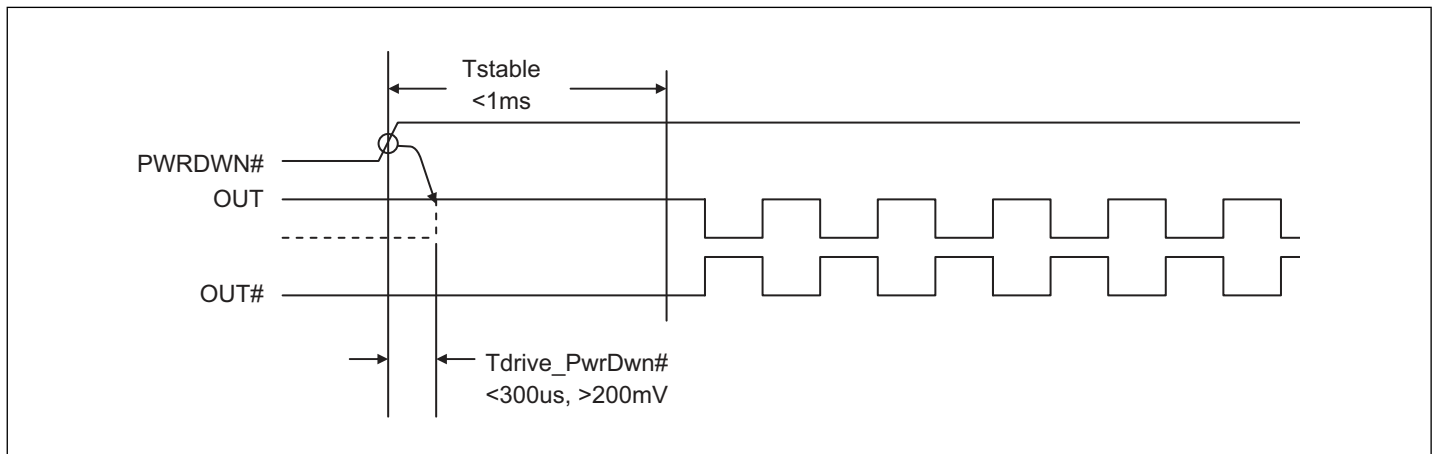 Tstable
<1ms
PWRDWN#
OUT
OUT#
Tdrive_PwrDwn#
<300us, >200mV